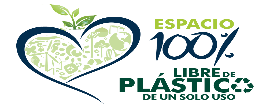 ESPACIO
100%
LIBRE DE
PLÁSTICO
DE UN SOLO USO